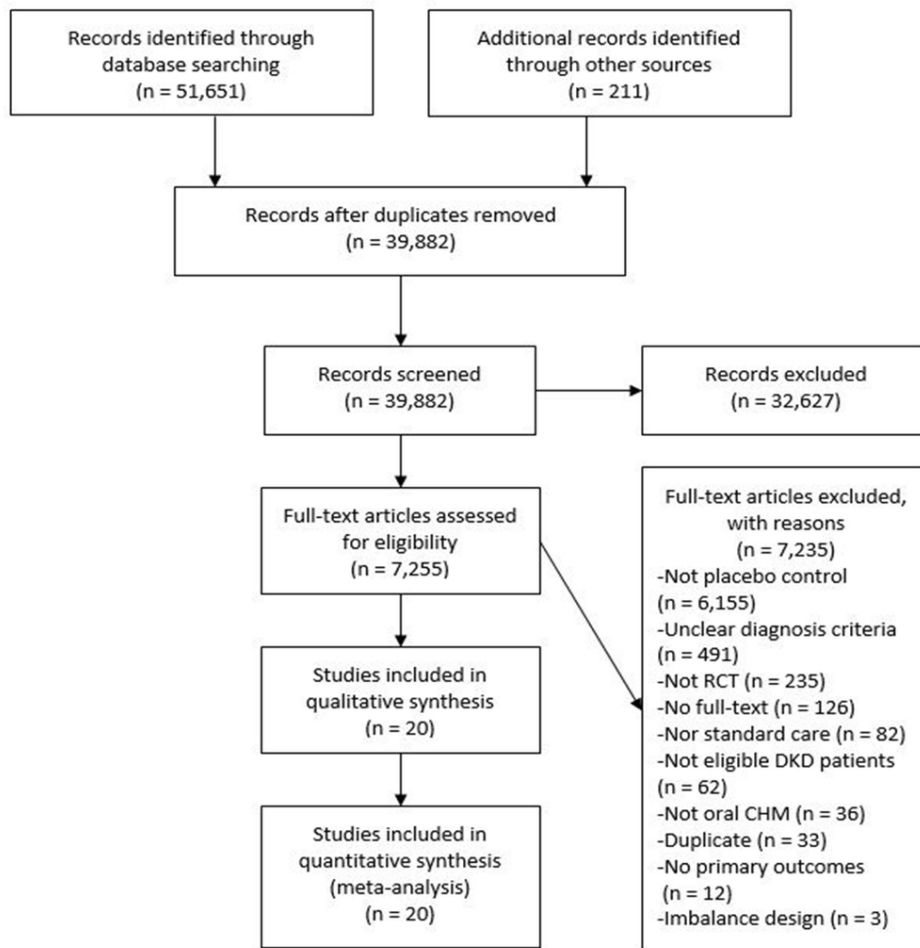 Records identified through
database searching
(n = 51,651)
Additional records identified
through other sources
(n = 211)
Records after duplicates removed
(n = 39,882)
Records screened
(n = 39,882)
Records excluded
(n = 32,627)
Full-text articles assessed
for eligibility
(n = 7,255)
Full-text articles excluded,
with reasons
(n = 7,235)
-Not placebo control
(n = 6,155)
-Unclear diagnosis criteria
(n = 491)
-Not RCT (n = 235)
-No full-text (n = 126)
-Nor standard care (n = 82)
-Not eligible DKD patients
(n = 62)
-Not oral CHM (n = 36)
-Duplicate (n = 33)
-No primary outcomes
(n = 12)
-Imbalance design (n = 3)
Studies included in
qualitative synthesis
(n = 20)
Studies included in
quantitative synthesis
(meta-analysis)
(n = 20)